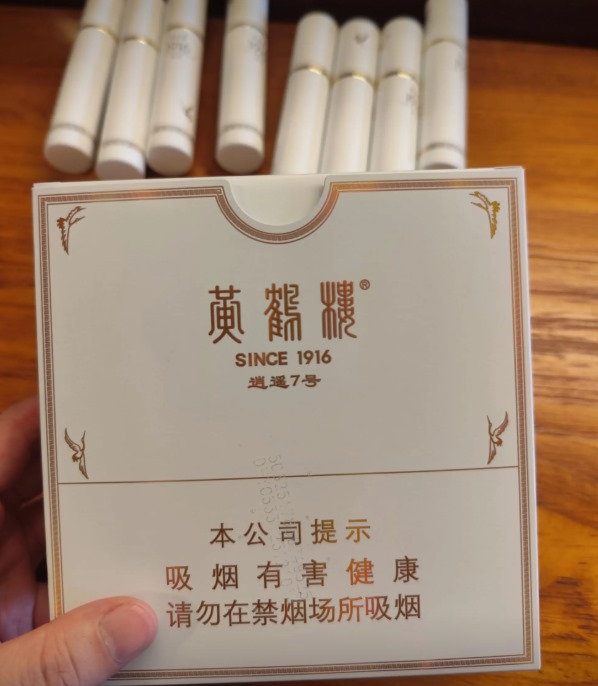 黄鹤楼®
SINCE 1916
逍遥7号
本公司提示
吸烟有害健康
请勿在禁烟场所吸烟